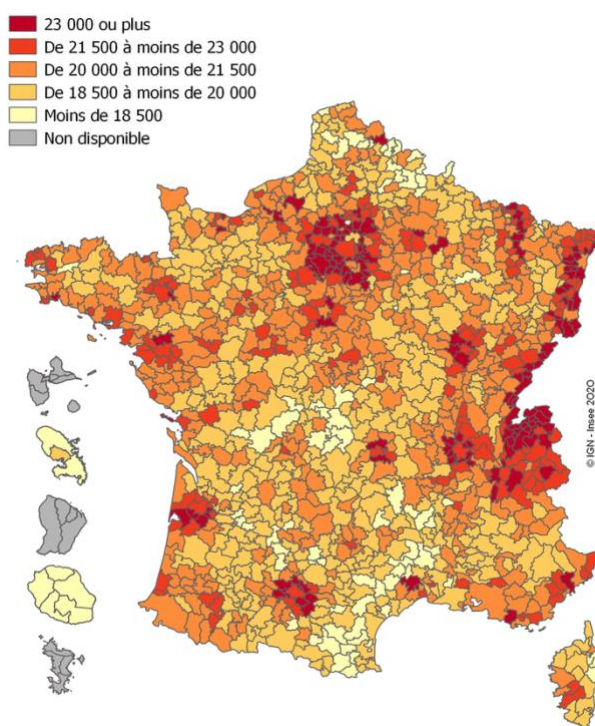 23 000 ou plus
De 21 500 à moins de 23 000
De 20 000 à moins de 21 500
De 18 500 à moins de 20 000
Moins de 18 500
Non disponible
© IGN - Insee 2020